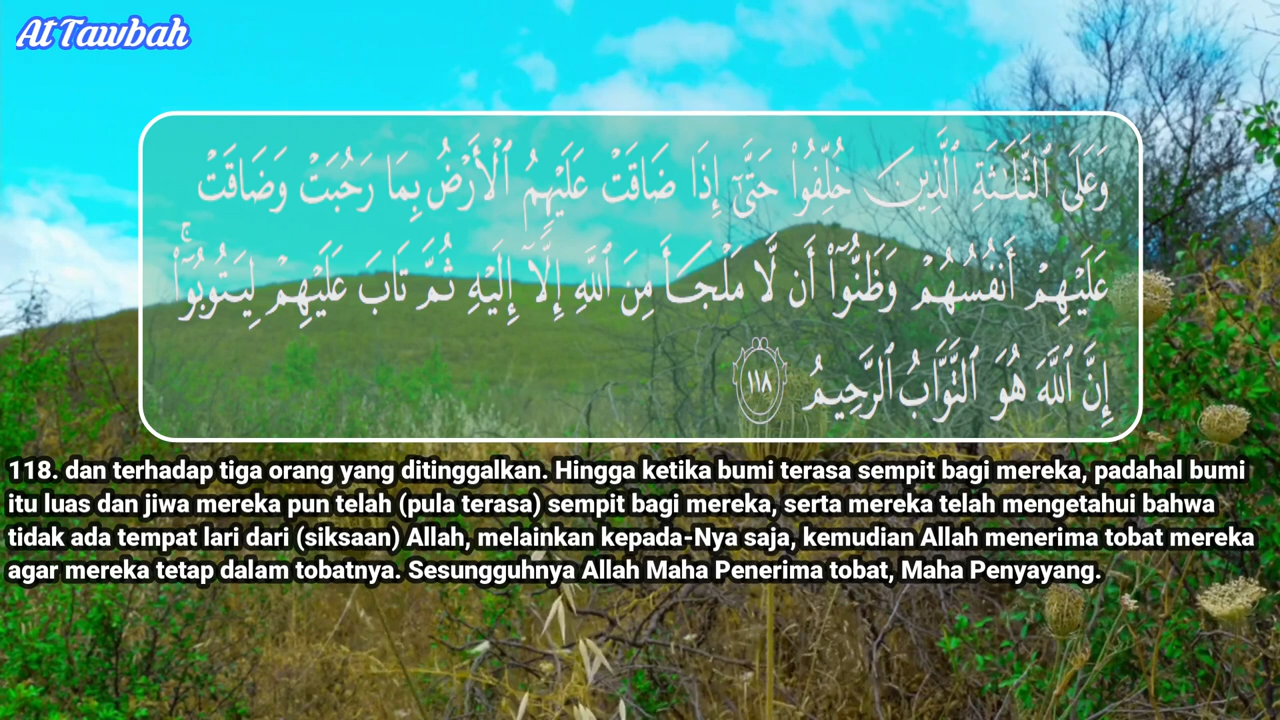 At Tawbah
وَعَلَى ٱلثَّلَـٰثَةِ ٱلَّذِينَ خُلِّفُوا۟ حَتَّىٰٓ إِذَا ضَاقَتْ عَلَيْهِمُ ٱلْأَرْضُ بِمَا رَحُبَتْ وَضَاقَتْ
عَلَيْهِمْ أَنفُسُهُمْ وَظَنُّوٓا۟ أَن لَّا مَلْجَأَ مِنَ ٱللَّهِ إِلَّآ إِلَيْهِ ثُمَّ تَابَ عَلَيْهِمْ لِيَتُوبُوٓا۟ ۚ
إِنَّ ٱللَّهَ هُوَ ٱلتَّوَّابُ ٱلرَّحِيمُ ١١٨
118. dan terhadap tiga orang yang ditinggalkan. Hingga ketika bumi terasa sempit bagi mereka, padahal bumi
itu luas dan jiwa mereka pun telah (pula terasa) sempit bagi mereka, serta mereka telah mengetahui bahwa
tidak ada tempat lari dari (siksaan) Allah, melainkan kepada-Nya saja, kemudian Allah menerima tobat mereka
agar mereka tetap dalam tobatnya. Sesungguhnya Allah Maha Penerima tobat, Maha Penyayang.